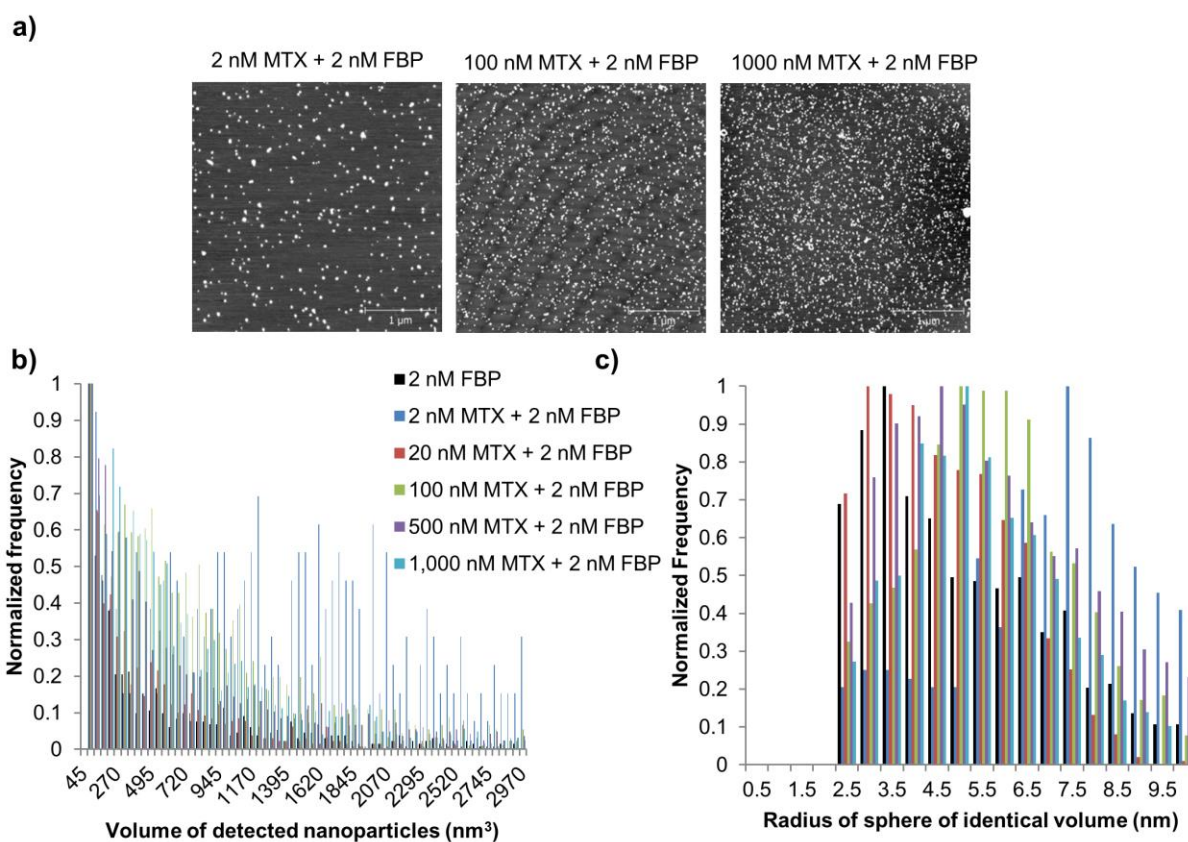 a)
2 nM MTX + 2 nM FBP
100 nM MTX + 2 nM FBP
1000 nM MTX + 2 nM FBP
1 µm
1 µm
1 µm
b)
Normalized frequency
1
0.9
0.8
0.7
0.6
0.5
0.4
0.3
0.2
0.1
0
45
270
495
720
945
1170
1395
1620
1845
2070
2295
2520
2745
2970
Volume of detected nanoparticles (nm³)
2 nM FBP
2 nM MTX + 2 nM FBP
20 nM MTX + 2 nM FBP
100 nM MTX + 2 nM FBP
500 nM MTX + 2 nM FBP
1,000 nM MTX + 2 nM FBP
c)
Normalized Frequency
1
0.9
0.8
0.7
0.6
0.5
0.4
0.3
0.2
0.1
0
0.5
1.5
2.5
3.5
4.5
5.5
6.5
7.5
8.5
9.5
Radius of sphere of identical volume (nm)